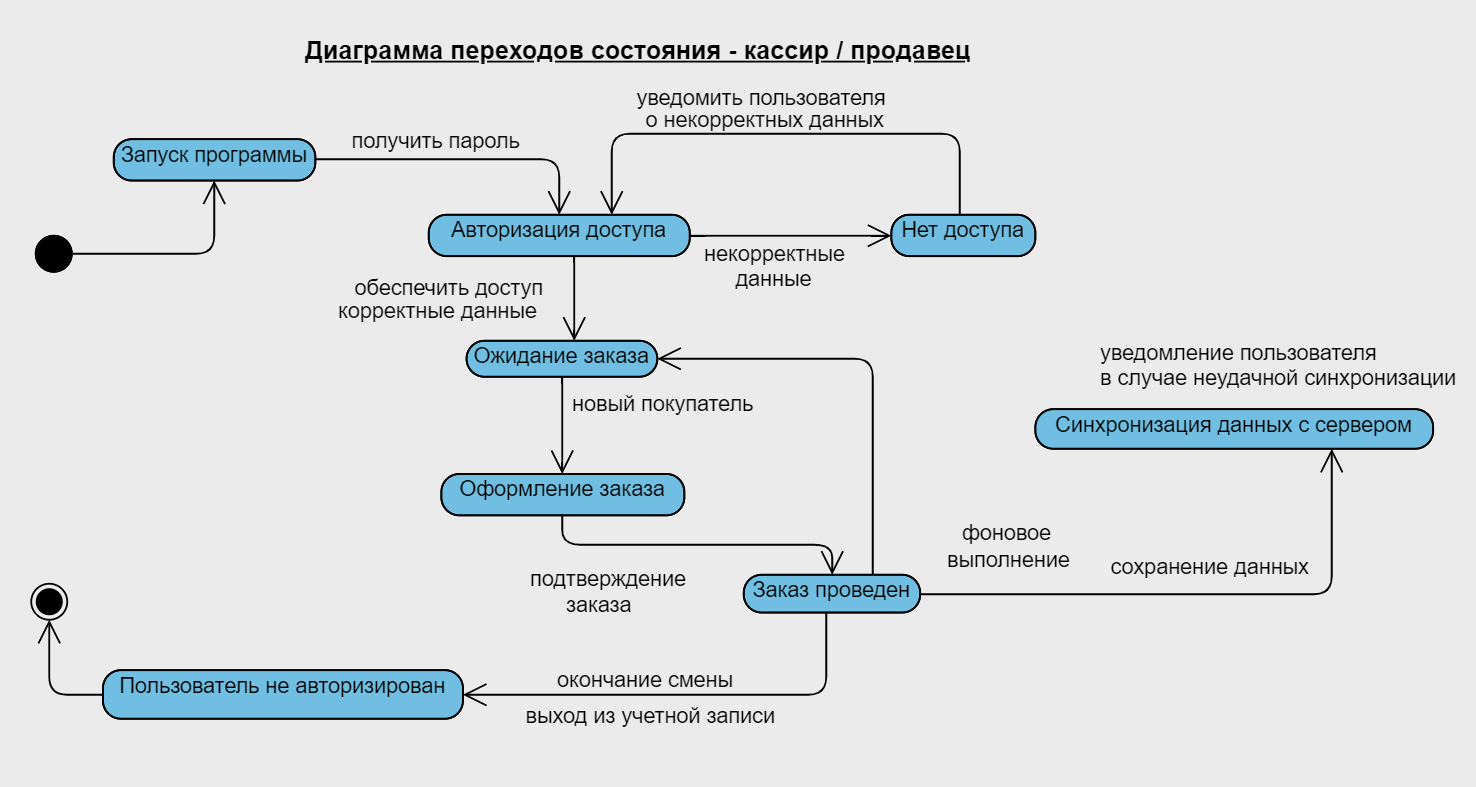 Диаграмма переходов состояния - кассир / продавец
уведомить пользователя
о некорректных данных
получить пароль
Запуск программы
Авторизация доступа
Нет доступа
некорректные
данные
обеспечить доступ
корректные данные
Ожидание заказа
уведомление пользователя
в случае неудачной синхронизации
новый покупатель
Синхронизация данных с сервером
Оформление заказа
фоновое
выполнение
сохранение данных
подтверждение
заказа
Заказ проведен
окончание смены
Пользователь не авторизирован
выход из учетной записи